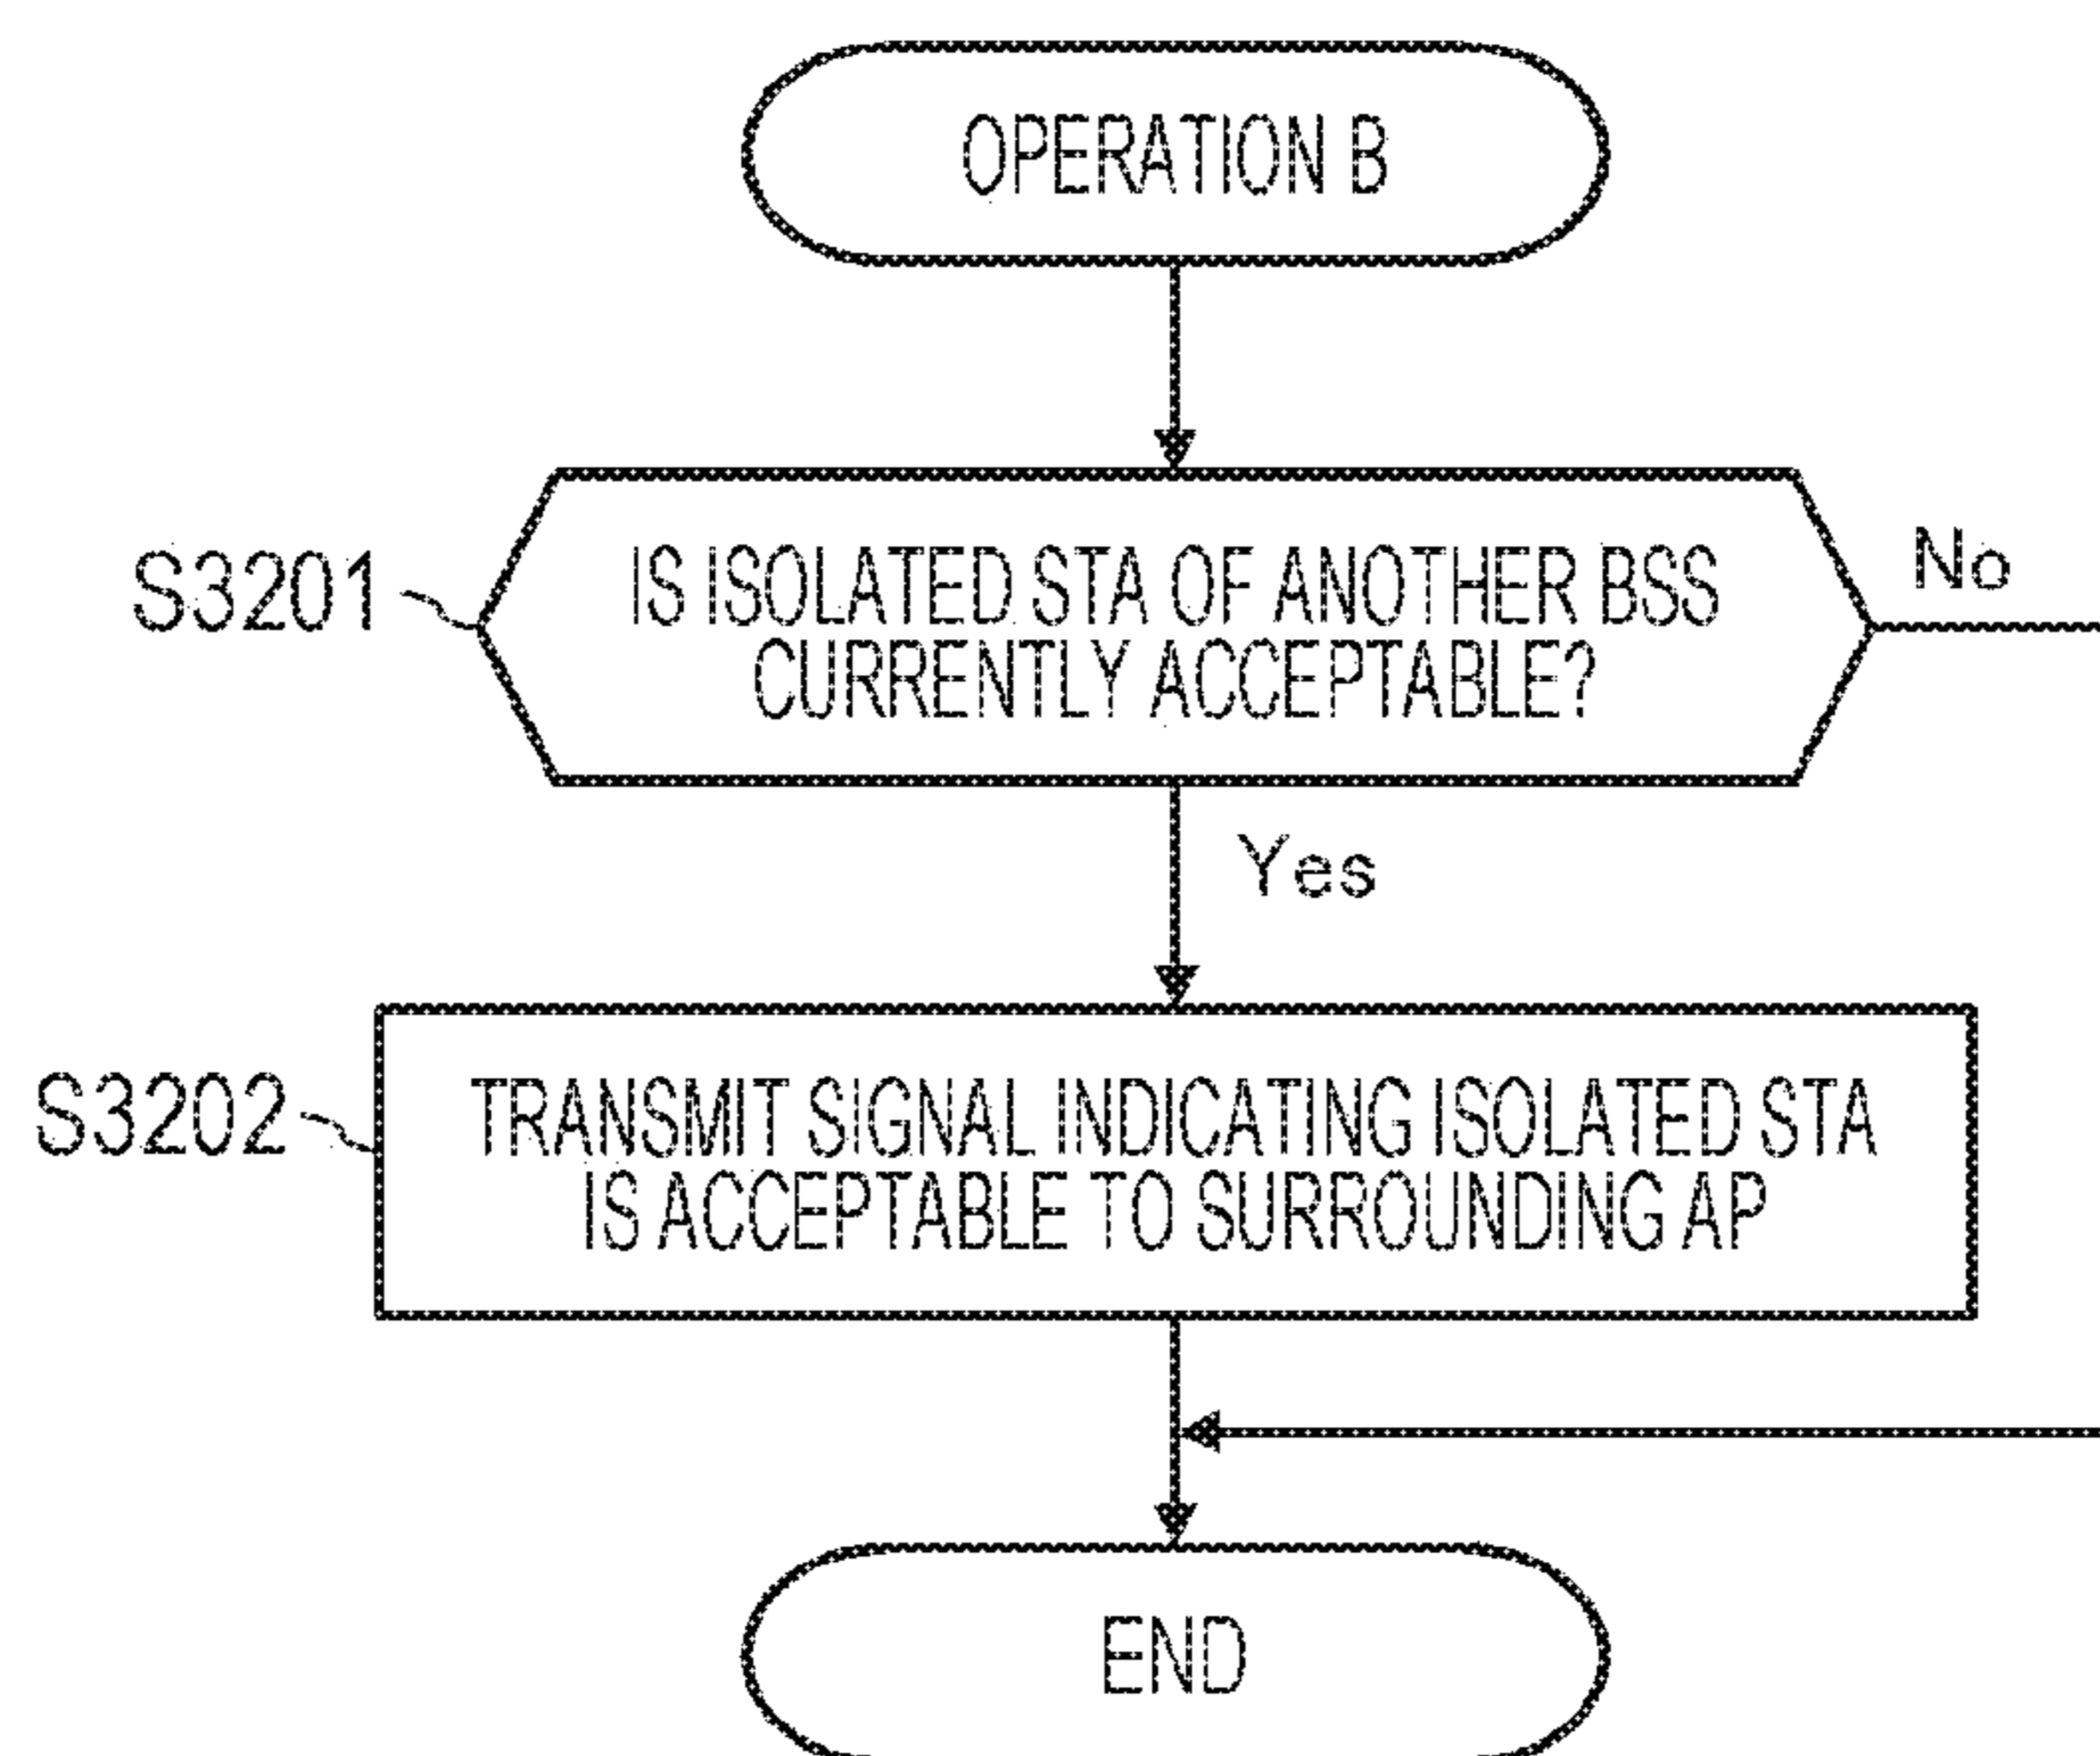 OPERATION B
S3201
IS ISOLATED STA OF ANOTHER BSS
CURRENTLY ACCEPTABLE?
No
Yes
S3202
TRANSMIT SIGNAL INDICATING ISOLATED STA
IS ACCEPTABLE TO SURROUNDING AP
END